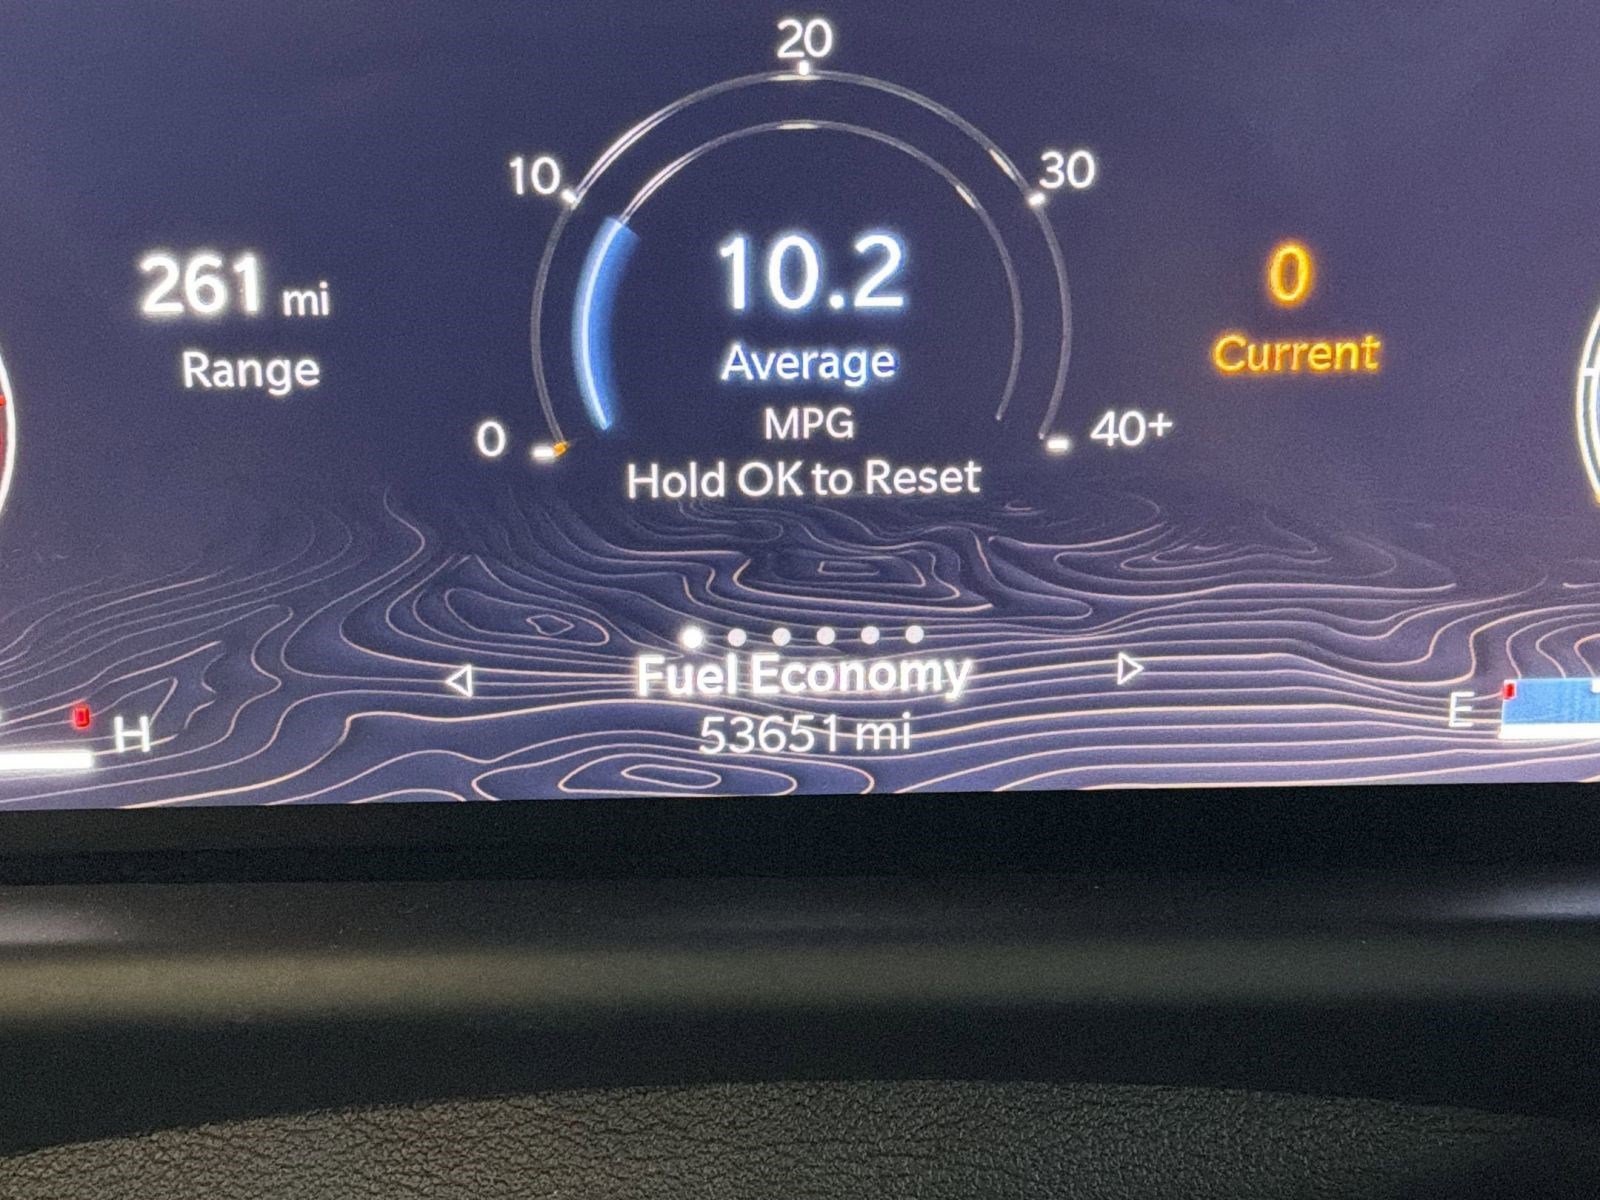 20
10
30
261 mi
Range
10.2
Average
MPG
Hold OK to Reset
0
Current
0
40+
Fuel Economy
53651 mi
H
E